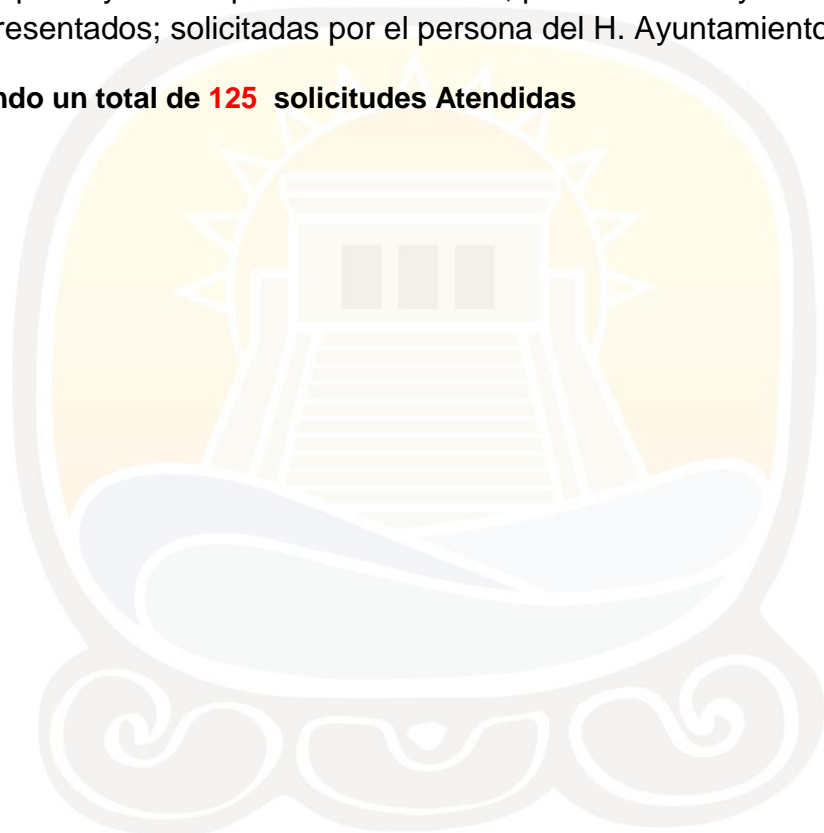 resentados; solicitadas por el persona del H. Ayuntamiento
ndo un total de 125 solicitudes Atendidas